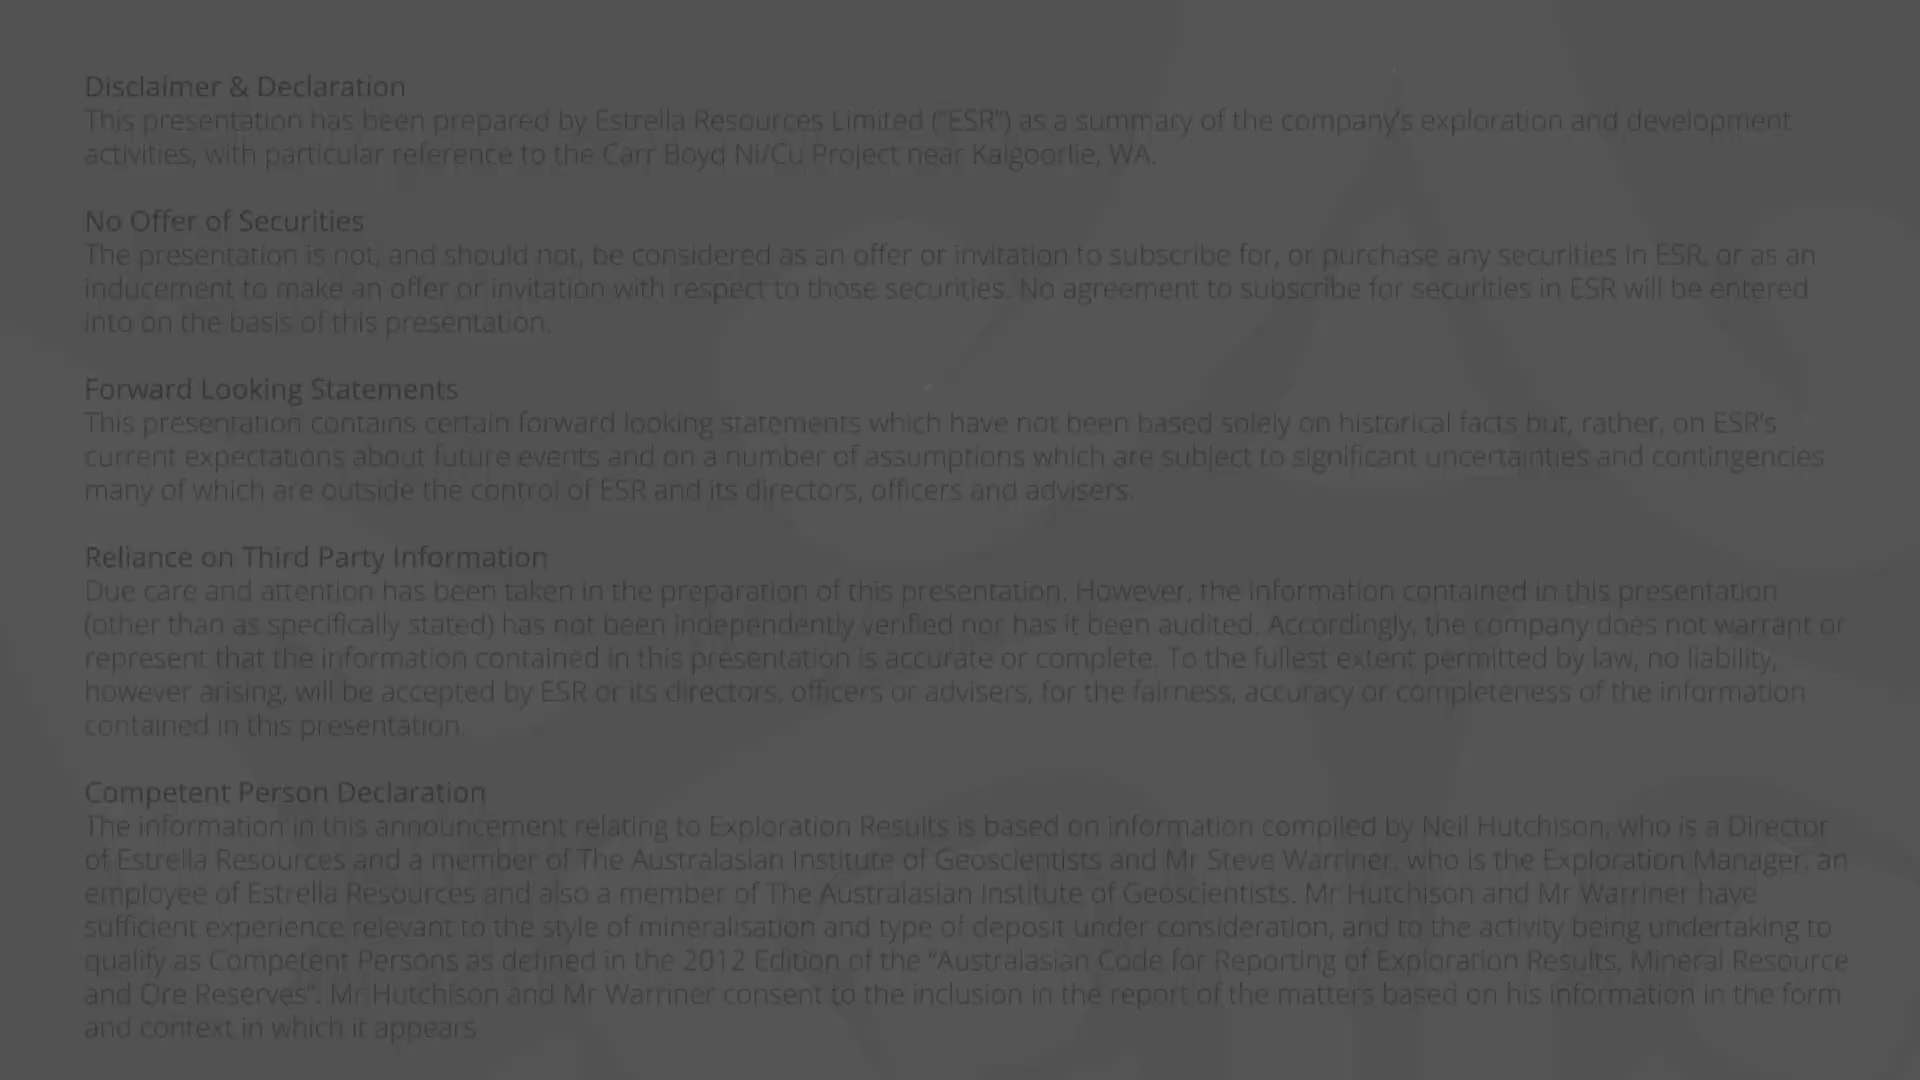 Disclaimer & Declaration
This presentation has been prepared by Estrella Resources Limited ("ESR") as a summary of the company's exploration and development
activities, with particular reference to the Carr Boyd Ni/Cu Project near Kalgoorlie, WA.
No Offer of Securities
The presentation is not, and should not, be considered as an offer or invitation to subscribe for, or purchase any securities in ESR, or as an
inducement to make an offer or invitation with respect to those securities. No agreement to subscribe for securities in ESR will be entered
into on the basis of this presentation.
Forward Looking Statements
This presentation contains certain forward looking statements which have not been based solely on historical facts but, rather, on ESR's
current expectations about future events and on a number of assumptions which are subject to significant uncertainties and contingencies
many of which are outside the control of ESR and its directors, officers and advisers.
Reliance on Third Party Information
Due care and attention has been taken in the preparation of this presentation. However, the information contained in this presentation
(other than as specifically stated) has not been independently verified nor has it been audited. Accordingly, the company does not warrant or
represent that the information contained in this presentation is accurate or complete. To the fullest extent permitted by law, no liability,
however arising, will be accepted by ESR or its directors, officers or advisers, for the fairness, accuracy or completeness of the information
contained in this presentation.
Competent Person Declaration
The information in this announcement relating to Exploration Results is based on information compiled by Neil Hutchison, who is a Director
of Estrella Resources and a member of The Australasian Institute of Geoscientists and Mr Steve Warriner, who is the Exploration Manager, an
employee of Estrella Resources and also a member of The Australasian Institute of Geoscientists. Mr Hutchison and Mr Warriner have
sufficient experience relevant to the style of mineralisation and type of deposit under consideration, and to the activity being undertaking to
qualify as Competent Persons as defined in the 2012 Edition of the "Australasian Code for Reporting of Exploration Results, Mineral Resource
and Ore Reserves". Mr Hutchison and Mr Warriner consent to the inclusion in the report of the matters based on his information in the form
and context in which it appears